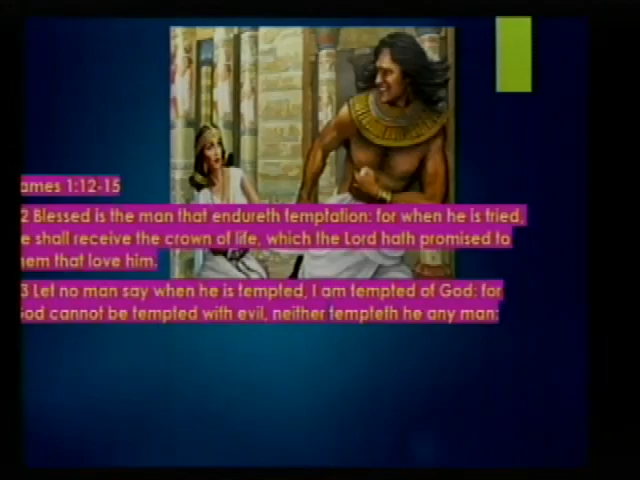 ames 1:12-15
2 Blessed is the man that endureth temptation: for when he is tried,
e shall receive the crown of life, which the Lord hath promised to
hem that love him.
3 Let no man say when he is tempted, I am tempted of God: for
God cannot be tempted with evil, neither tempteth he any man: